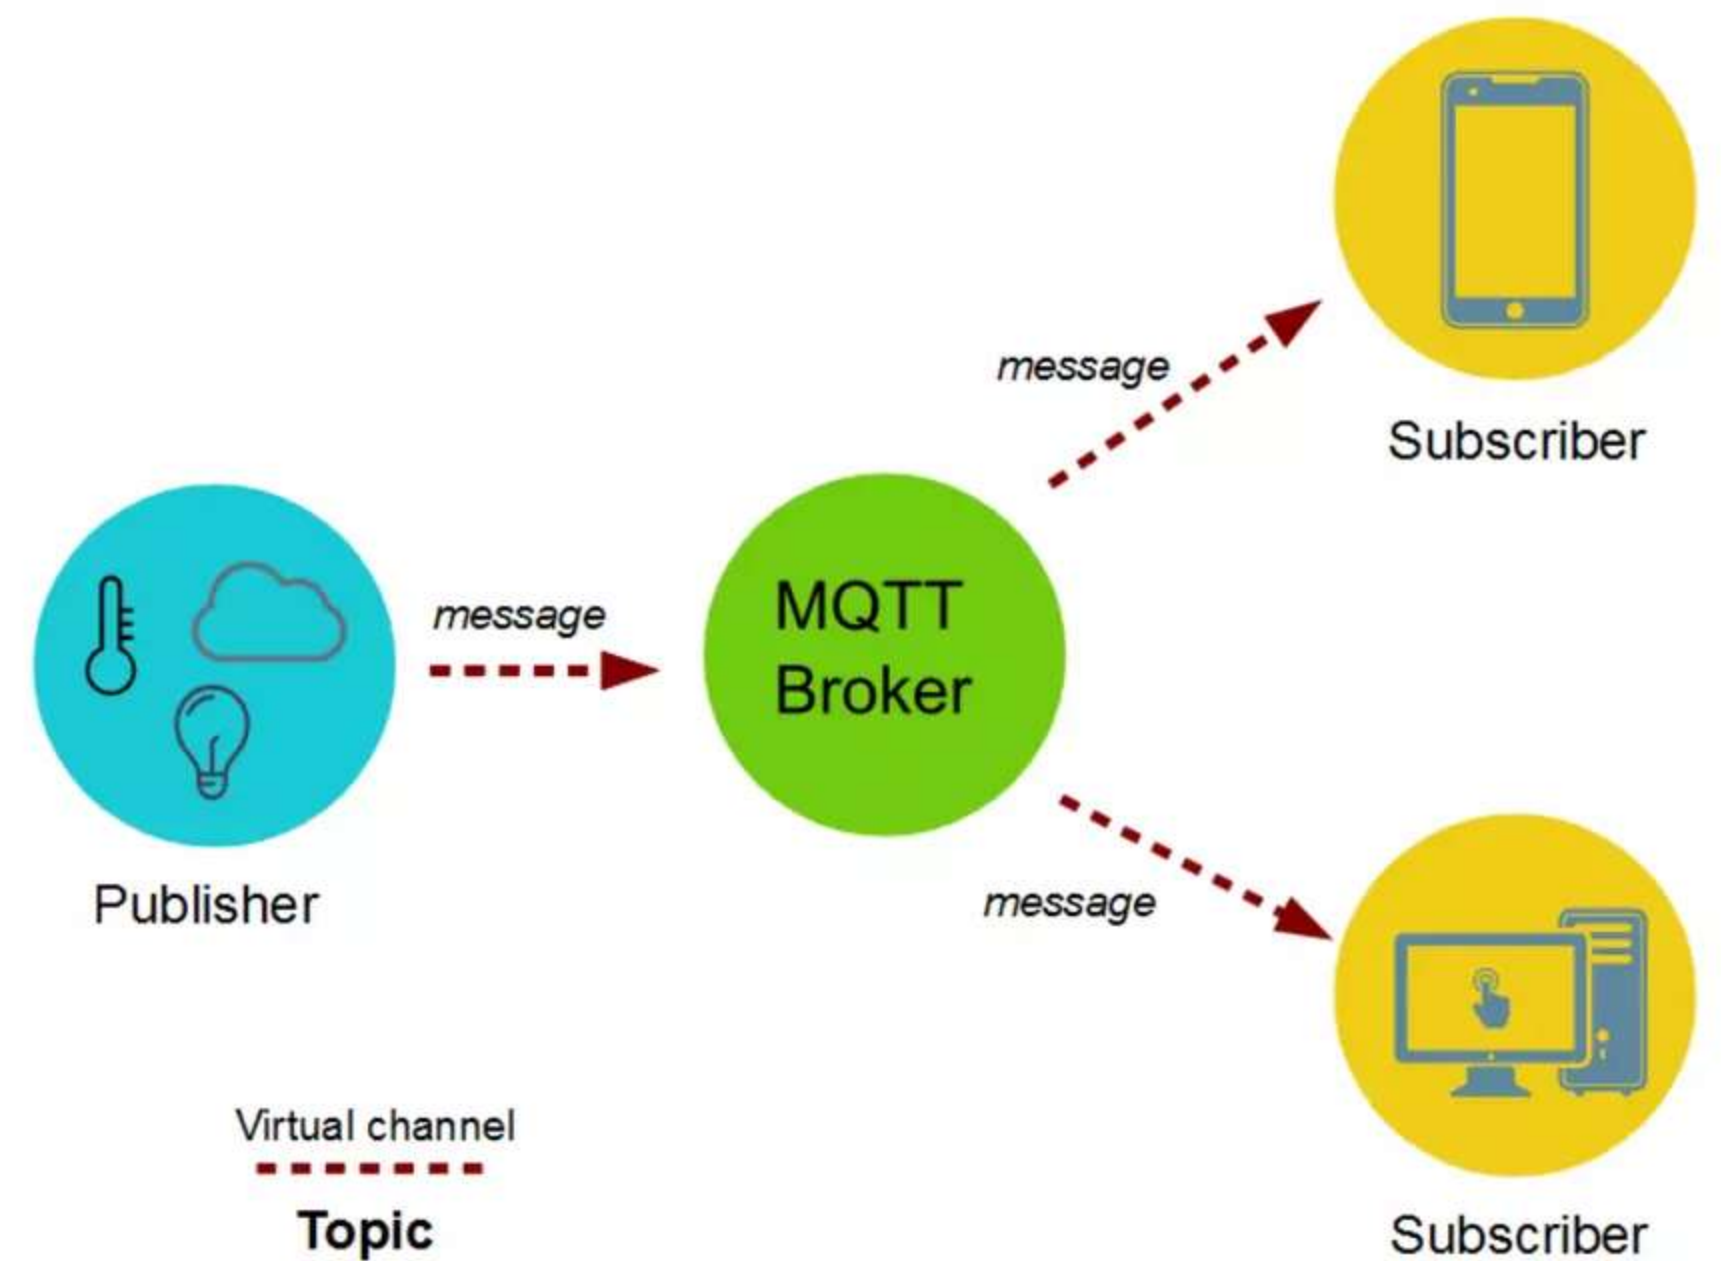 message
Subscriber
message
MQTT
Broker
Publisher
message
Virtual channel
Topic
Subscriber